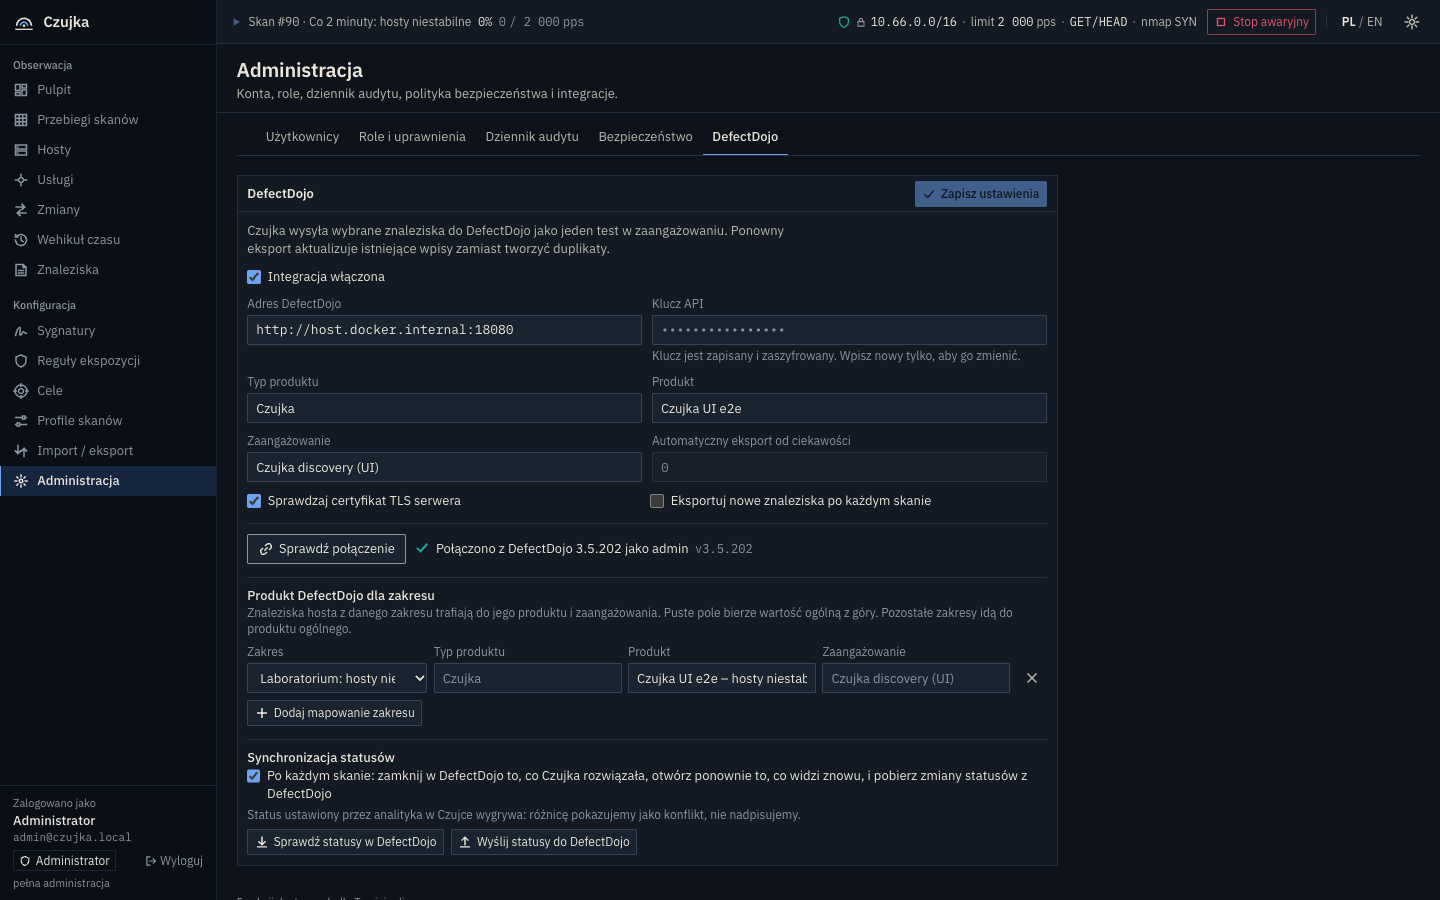 Czujka
Skan #90 · Co 2 minuty: hosty niestabilne 0% 0 / 2 000 pps
10.66.0.0/16 · limit 2 000 pps · GET/HEAD · nmap SYN
Stop awaryjny
PL / EN
Obserwacja
Pulpit
Przebiegi skanów
Hosty
Usługi
Zmiany
Wehikuł czasu
Znaleziska
Konfiguracja
Sygnatury
Reguły ekspozycji
Cele
Profile skanów
Import / eksport
Administracja
Zalogowano jako
Administrator
admin@czujka.local
Administrator
Wyloguj
pełna administracja
Administracja
Konta, role, dziennik audytu, polityka bezpieczeństwa i integracje.
Użytkownicy Role i uprawnienia Dziennik audytu Bezpieczeństwo DefectDojo
DefectDojo
Zapisz ustawienia
Czujka wysyła wybrane znaleziska do DefectDojo jako jeden test w zaangażowaniu. Ponowny
eksport aktualizuje istniejące wpisy zamiast tworzyć duplikaty.
Integracja włączona
Adres DefectDojo Klucz API
http://host.docker.internal:18080 ••••••••••••••••
Klucz jest zapisany i zaszyfrowany. Wpisz nowy tylko, aby go zmienić.
Typ produktu Produkt
Czujka Czujka UI e2e
Zaangażowanie Automatyczny eksport od ciekawości
Czujka discovery (UI) 0
Sprawdzaj certyfikat TLS serwera Eksportuj nowe znaleziska po każdym skanie
Sprawdź połączenie Połączono z DefectDojo 3.5.202 jako admin v3.5.202
Produkt DefectDojo dla zakresu
Znaleziska hosta z danego zakresu trafiają do jego produktu i zaangażowania. Puste pole bierze wartość ogólną z góry. Pozostałe zakresy idą do
produktu ogólnego.
Zakres Typ produktu Produkt Zaangażowanie
Laboratorium: hosty nie Czujka Czujka UI e2e – hosty niestab Czujka discovery (UI)
Dodaj mapowanie zakresu
Synchronizacja statusów
Po każdym skanie: zamknij w DefectDojo to, co Czujka rozwiązała, otwórz ponownie to, co widzi znowu, i pobierz zmiany statusów z
DefectDojo
Status ustawiony przez analityka w Czujce wygrywa: różnicę pokazujemy jako konflikt, nie nadpisujemy.
Sprawdź statusy w DefectDojo Wyślij statusy do DefectDojo